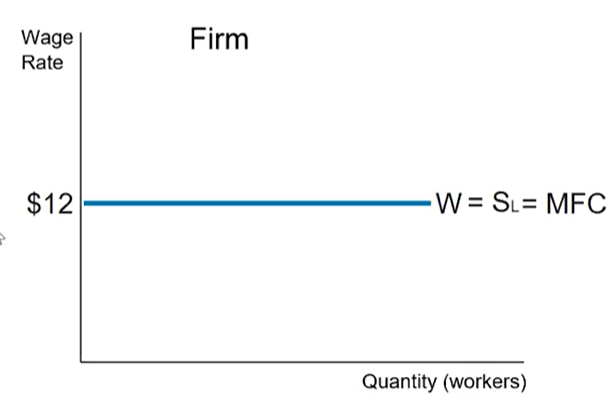 Wage
Rate
Firm
$12
W = SL= MFC
Quantity (workers)